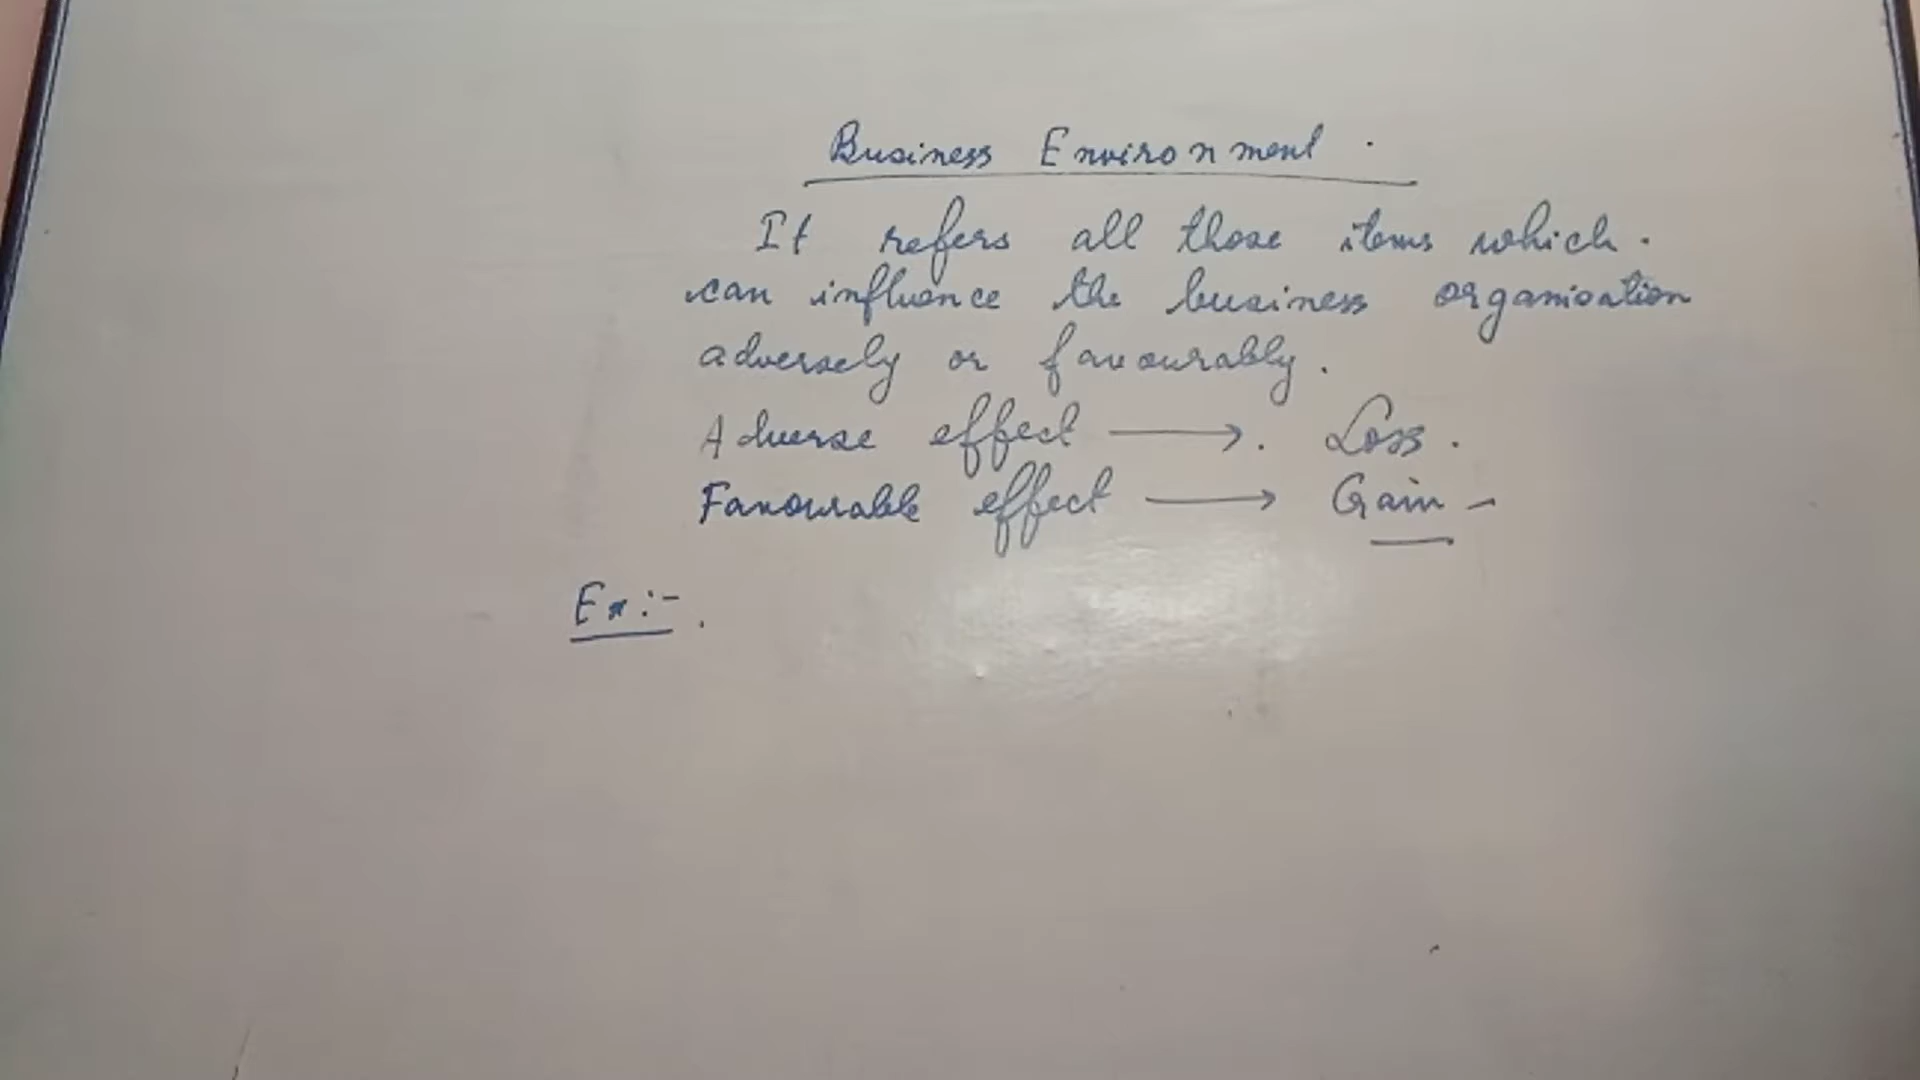 Business Environment.
It refers all those items which.
can influence the business organisation
adversely or favourably.
Adverse effect →. Loss.
Favourable effect → Gain -
Ex:-.